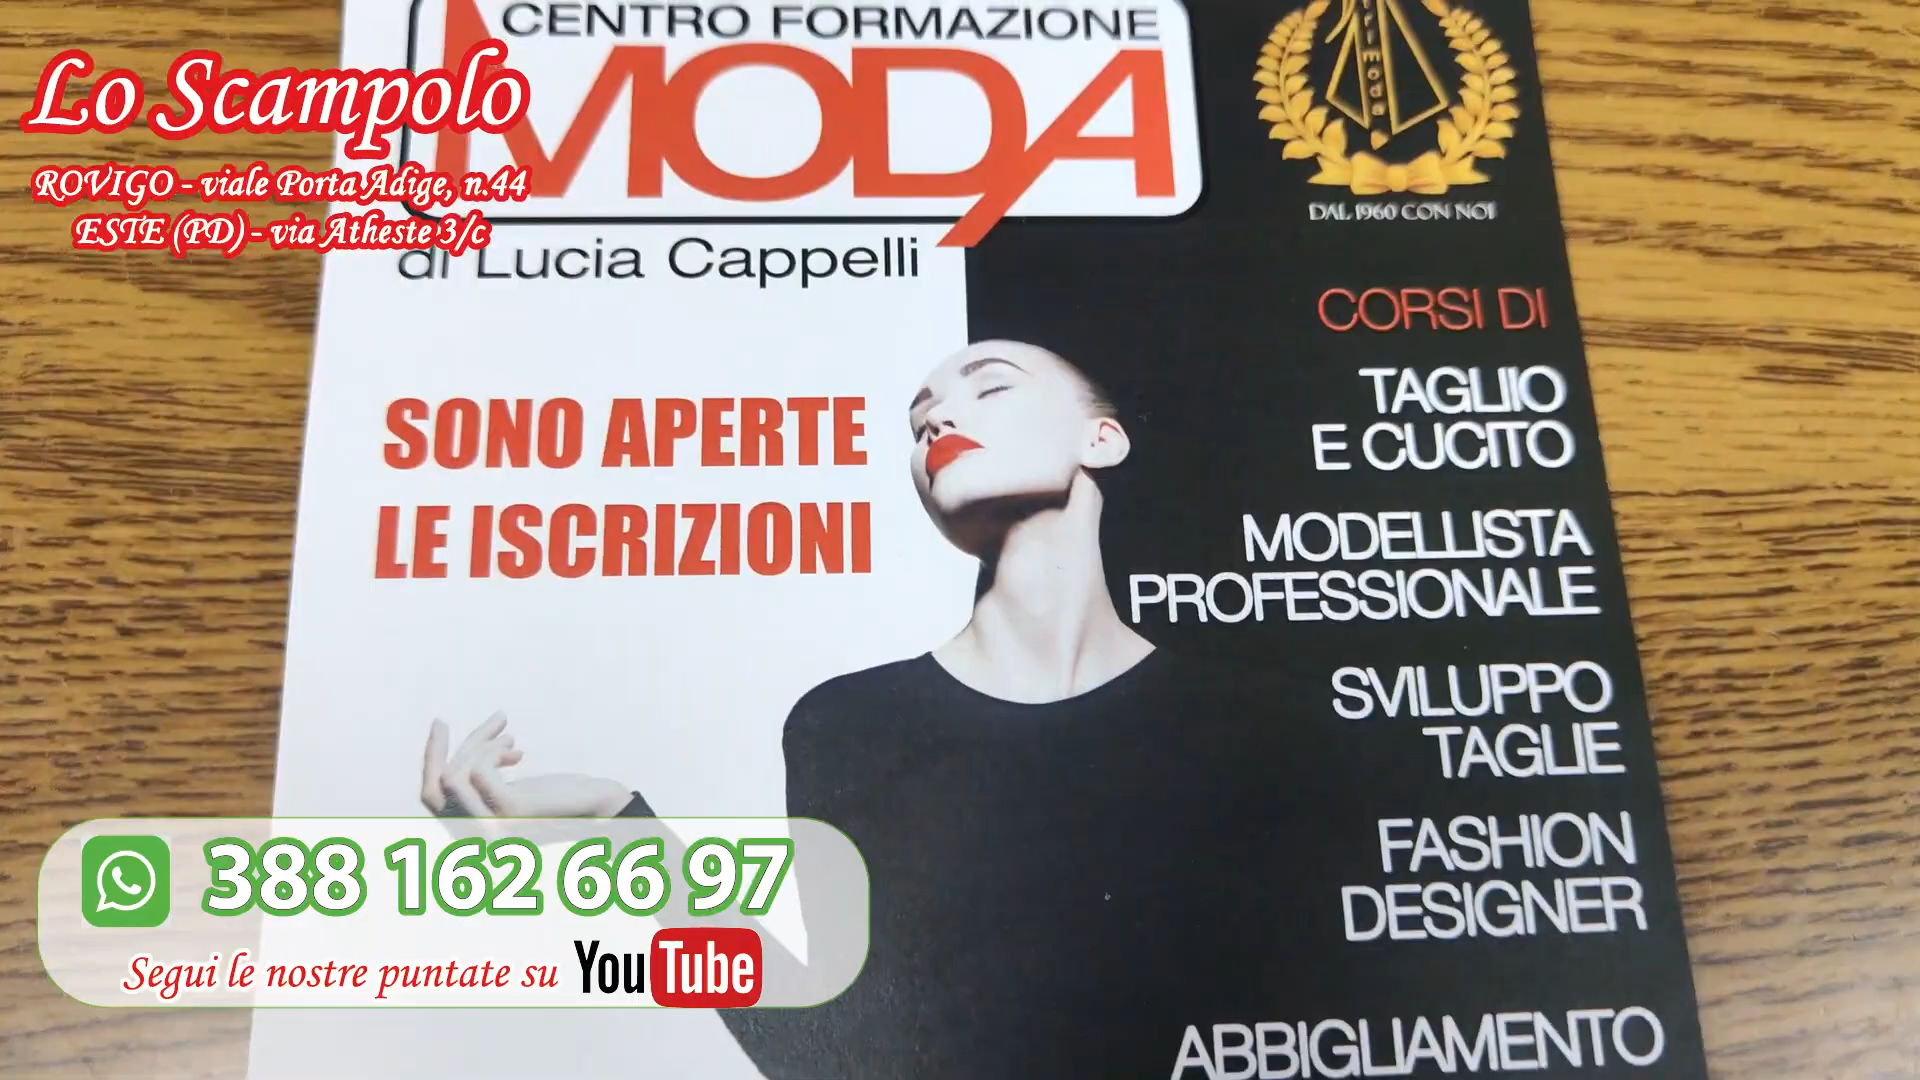 Lo Scampolo
ROVIGO - viale Porta Adige, n.44
ESTE (PD) - via Atheste 3/c
CENTRO FORMAZIONE
MODA
di Lucia Cappelli
SONO APERTE
LE ISCRIZIONI
DAL 1960 CON NOI
CORSI DI
TAGLIIO
E CUCITO
MODELLISTA
PROFESSIONALE
SVILUPPO
TAGLIE
FASHION
DESIGNER
ABBIGLIAMENTO
388 162 66 97
Segui le nostre puntate su YouTube